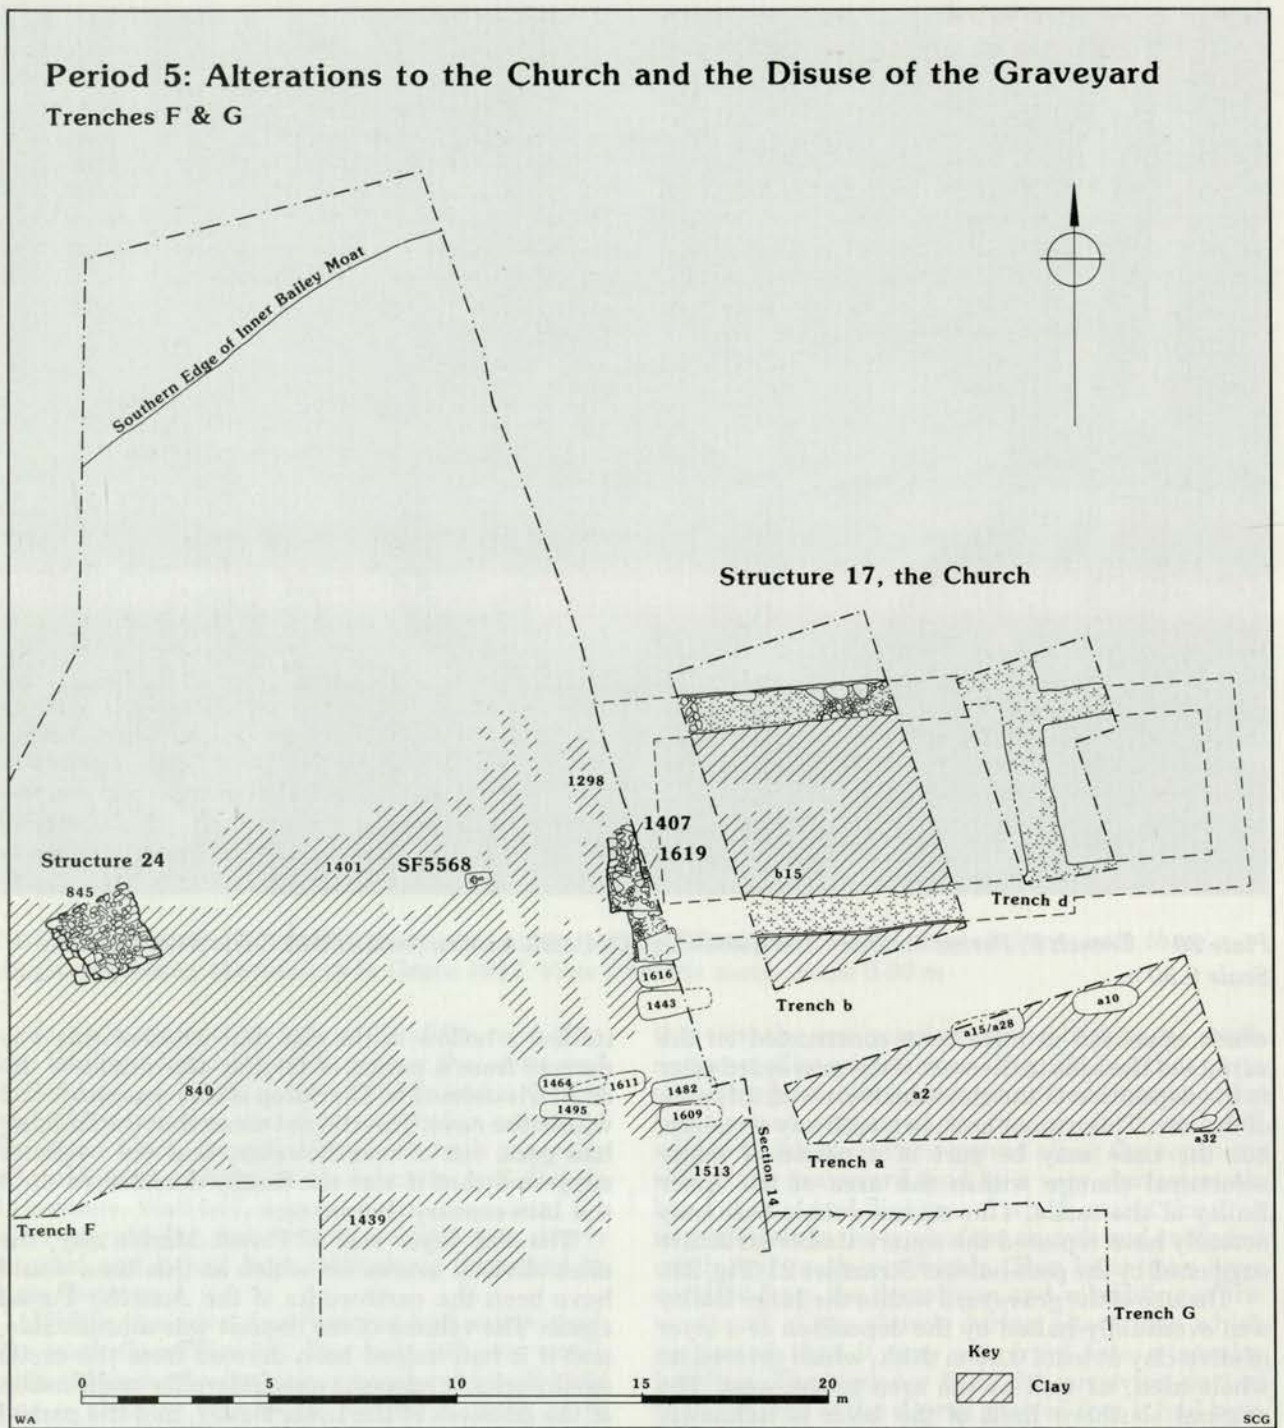 Period 5: Alterations to the Church and the Disuse of the Graveyard
Trenches F & G
Southern Edge of Inner Bailey Moat
Structure 17, the Church
1298
1407
1619
Structure 24
845
1401
SF5568
b15
Trench d
1616
1443
Trench b
a10
a15/a28
1464
1611
1482
1495
1609
840
a2
a32
Section 14
Trench a
1513
Trench F
1439
Trench G
Key
Clay
0 5 10 15 20
m
WA
SCG